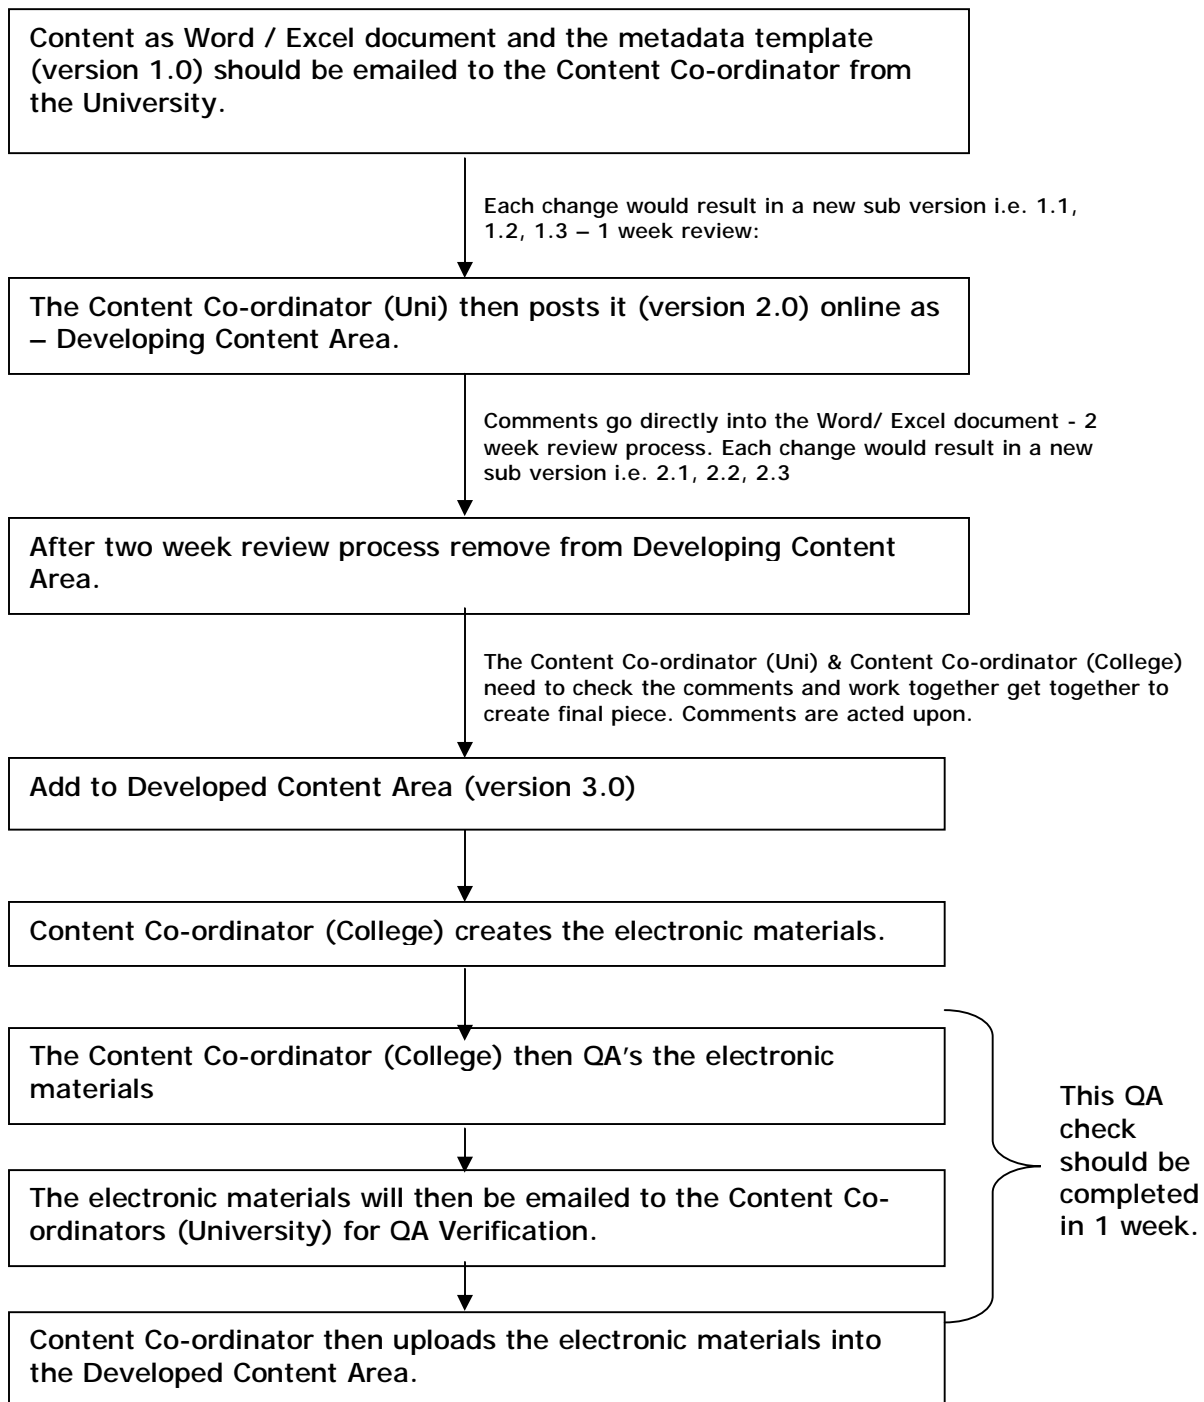 Content as Word / Excel document and the metadata template
(version 1.0) should be emailed to the Content Co-ordinator from
the University.
Each change would result in a new sub version i.e. 1.1,
1.2, 1.3 – 1 week review:
The Content Co-ordinator (Uni) then posts it (version 2.0) online as
– Developing Content Area.
Comments go directly into the Word/ Excel document - 2
week review process. Each change would result in a new
sub version i.e. 2.1, 2.2, 2.3
After two week review process remove from Developing Content
Area.
The Content Co-ordinator (Uni) & Content Co-ordinator (College)
need to check the comments and work together get together to
create final piece. Comments are acted upon.
Add to Developed Content Area (version 3.0)
Content Co-ordinator (College) creates the electronic materials.
The Content Co-ordinator (College) then QA's the electronic
materials
The electronic materials will then be emailed to the Content Co-
ordinators (University) for QA Verification.
Content Co-ordinator then uploads the electronic materials into
the Developed Content Area.
This QA
check
should be
completed
in 1 week.